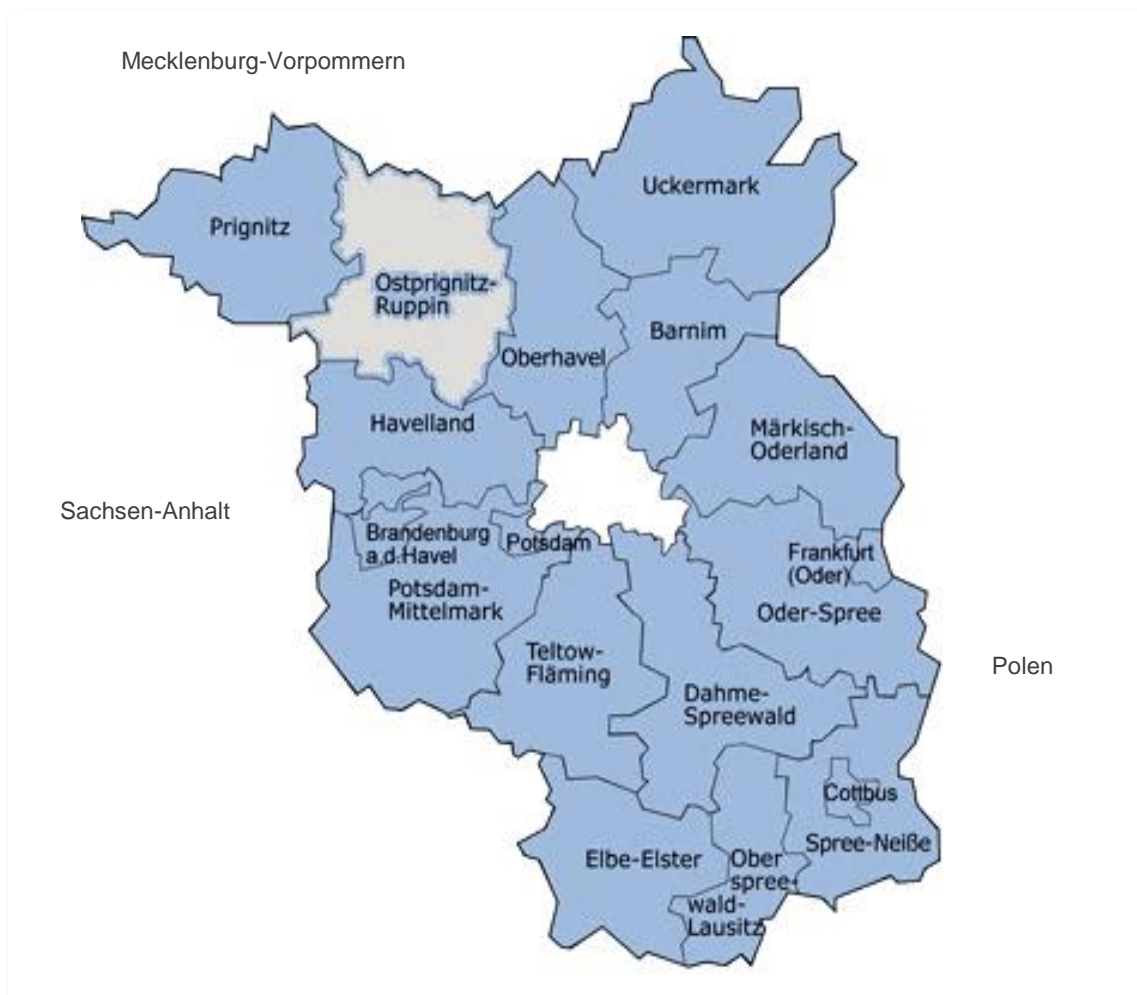 Mecklenburg-Vorpommern
Uckermark
Prignitz
Ostprignitz-
Ruppin
Barnim
Oberhavel
Havelland
Märkisch-
Oderland
Sachsen-Anhalt
Brandenburg
a.d.Havel
Potsdam
Frankfurt
(Oder)
Potsdam-
Mittelmark
Oder-Spree
Teltow-
Fläming
Polen
Dahme-
Spreewald
Cottbus
Spree-Neiße
Elbe-Elster
Ober
spree-
wald-
Lausitz